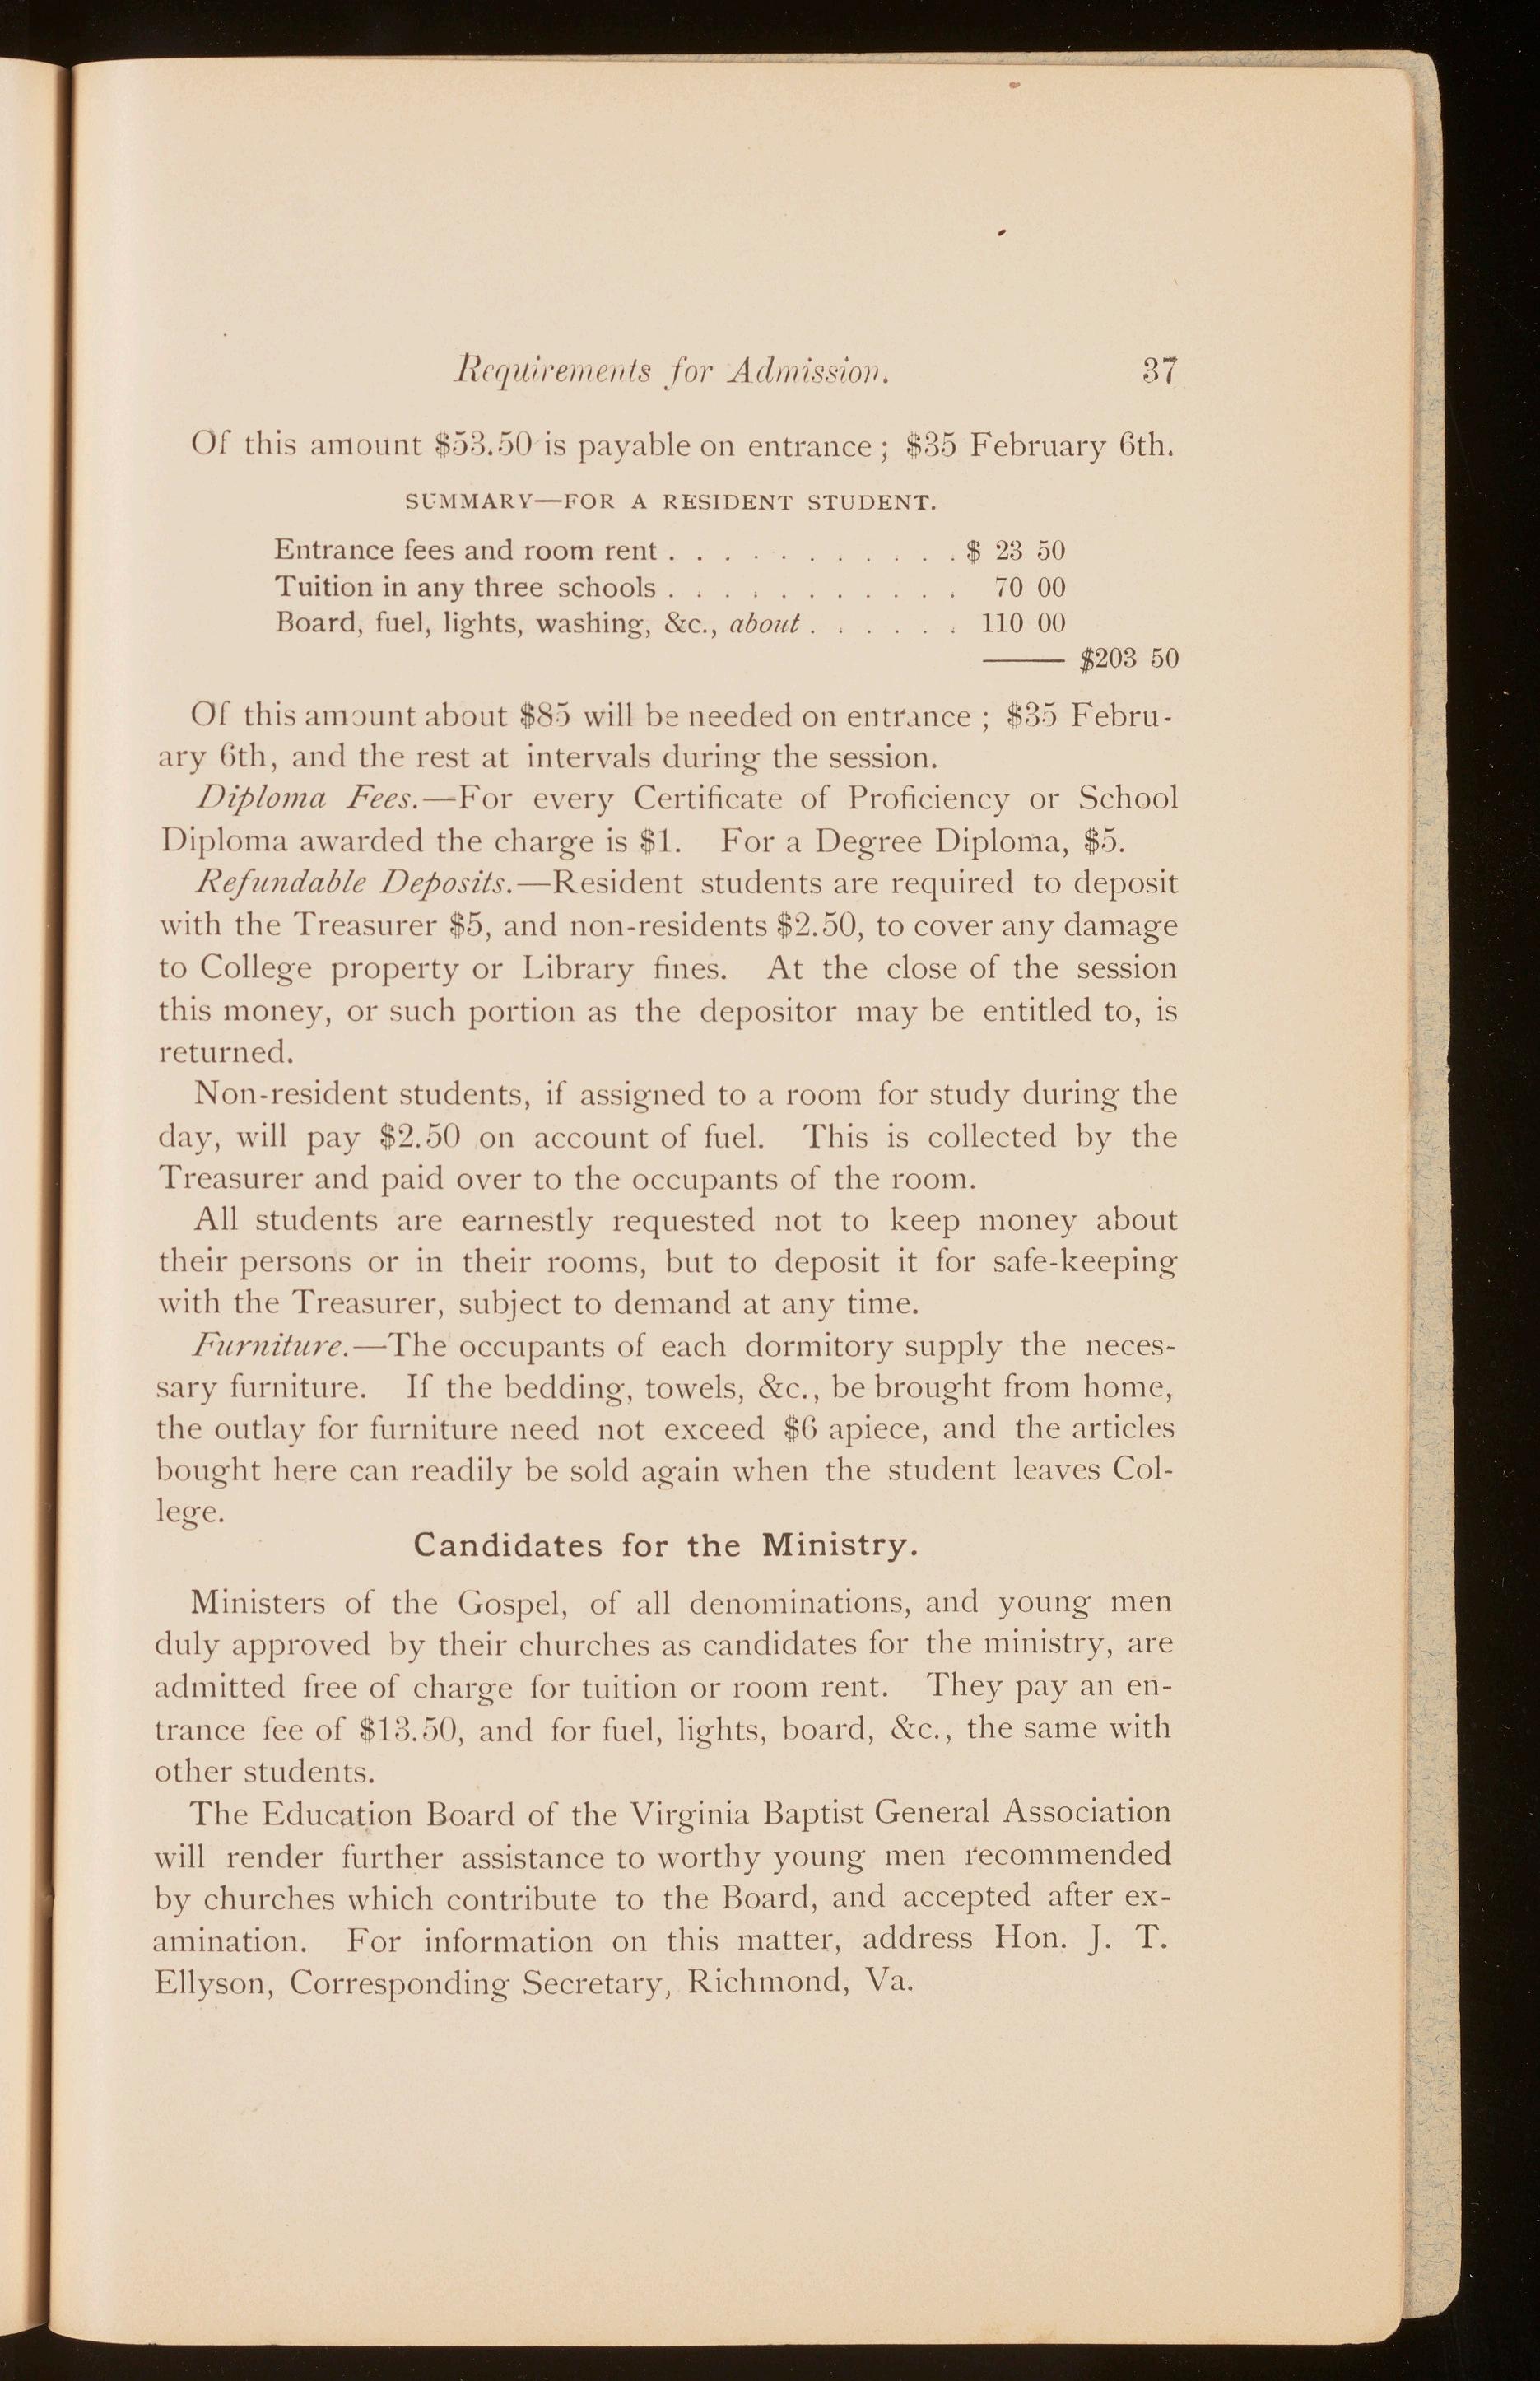 Requirements for Admission. 37
Of this amount $53.50 is payable on entrance; $35 February 6th.
SUMMARY—FOR A RESIDENT STUDENT.
Entrance fees and room rent . . . . . . . . . . . . $ 23 50
Tuition in any three schools . . . . . . . . . . . 70 00
Board, fuel, lights, washing, &c., about . . . . . . 110 00
—— $203 50
Of this amount about $85 will be needed on entrance; $35 Febru-
ary 6th, and the rest at intervals during the session.
Diploma Fees.—For every Certificate of Proficiency or School
Diploma awarded the charge is $1. For a Degree Diploma, $5.
Refundable Deposits.—Resident students are required to deposit
with the Treasurer $5, and non-residents $2.50, to cover any damage
to College property or Library fines. At the close of the session
this money, or such portion as the depositor may be entitled to, is
returned.
Non-resident students, if assigned to a room for study during the
day, will pay $2.50 on account of fuel. This is collected by the
Treasurer and paid over to the occupants of the room.
All students are earnestly requested not to keep money about
their persons or in their rooms, but to deposit it for safe-keeping
with the Treasurer, subject to demand at any time.
Furniture.—The occupants of each dormitory supply the neces-
sary furniture. If the bedding, towels, &c., be brought from home,
the outlay for furniture need not exceed $6 apiece, and the articles
bought here can readily be sold again when the student leaves Col-
lege.
Candidates for the Ministry.
Ministers of the Gospel, of all denominations, and young men
duly approved by their churches as candidates for the ministry, are
admitted free of charge for tuition or room rent. They pay an en-
trance fee of $13.50, and for fuel, lights, board, &c., the same with
other students.
The Education Board of the Virginia Baptist General Association
will render further assistance to worthy young men recommended
by churches which contribute to the Board, and accepted after ex-
amination. For information on this matter, address Hon. J. T.
Ellyson, Corresponding Secretary, Richmond, Va.